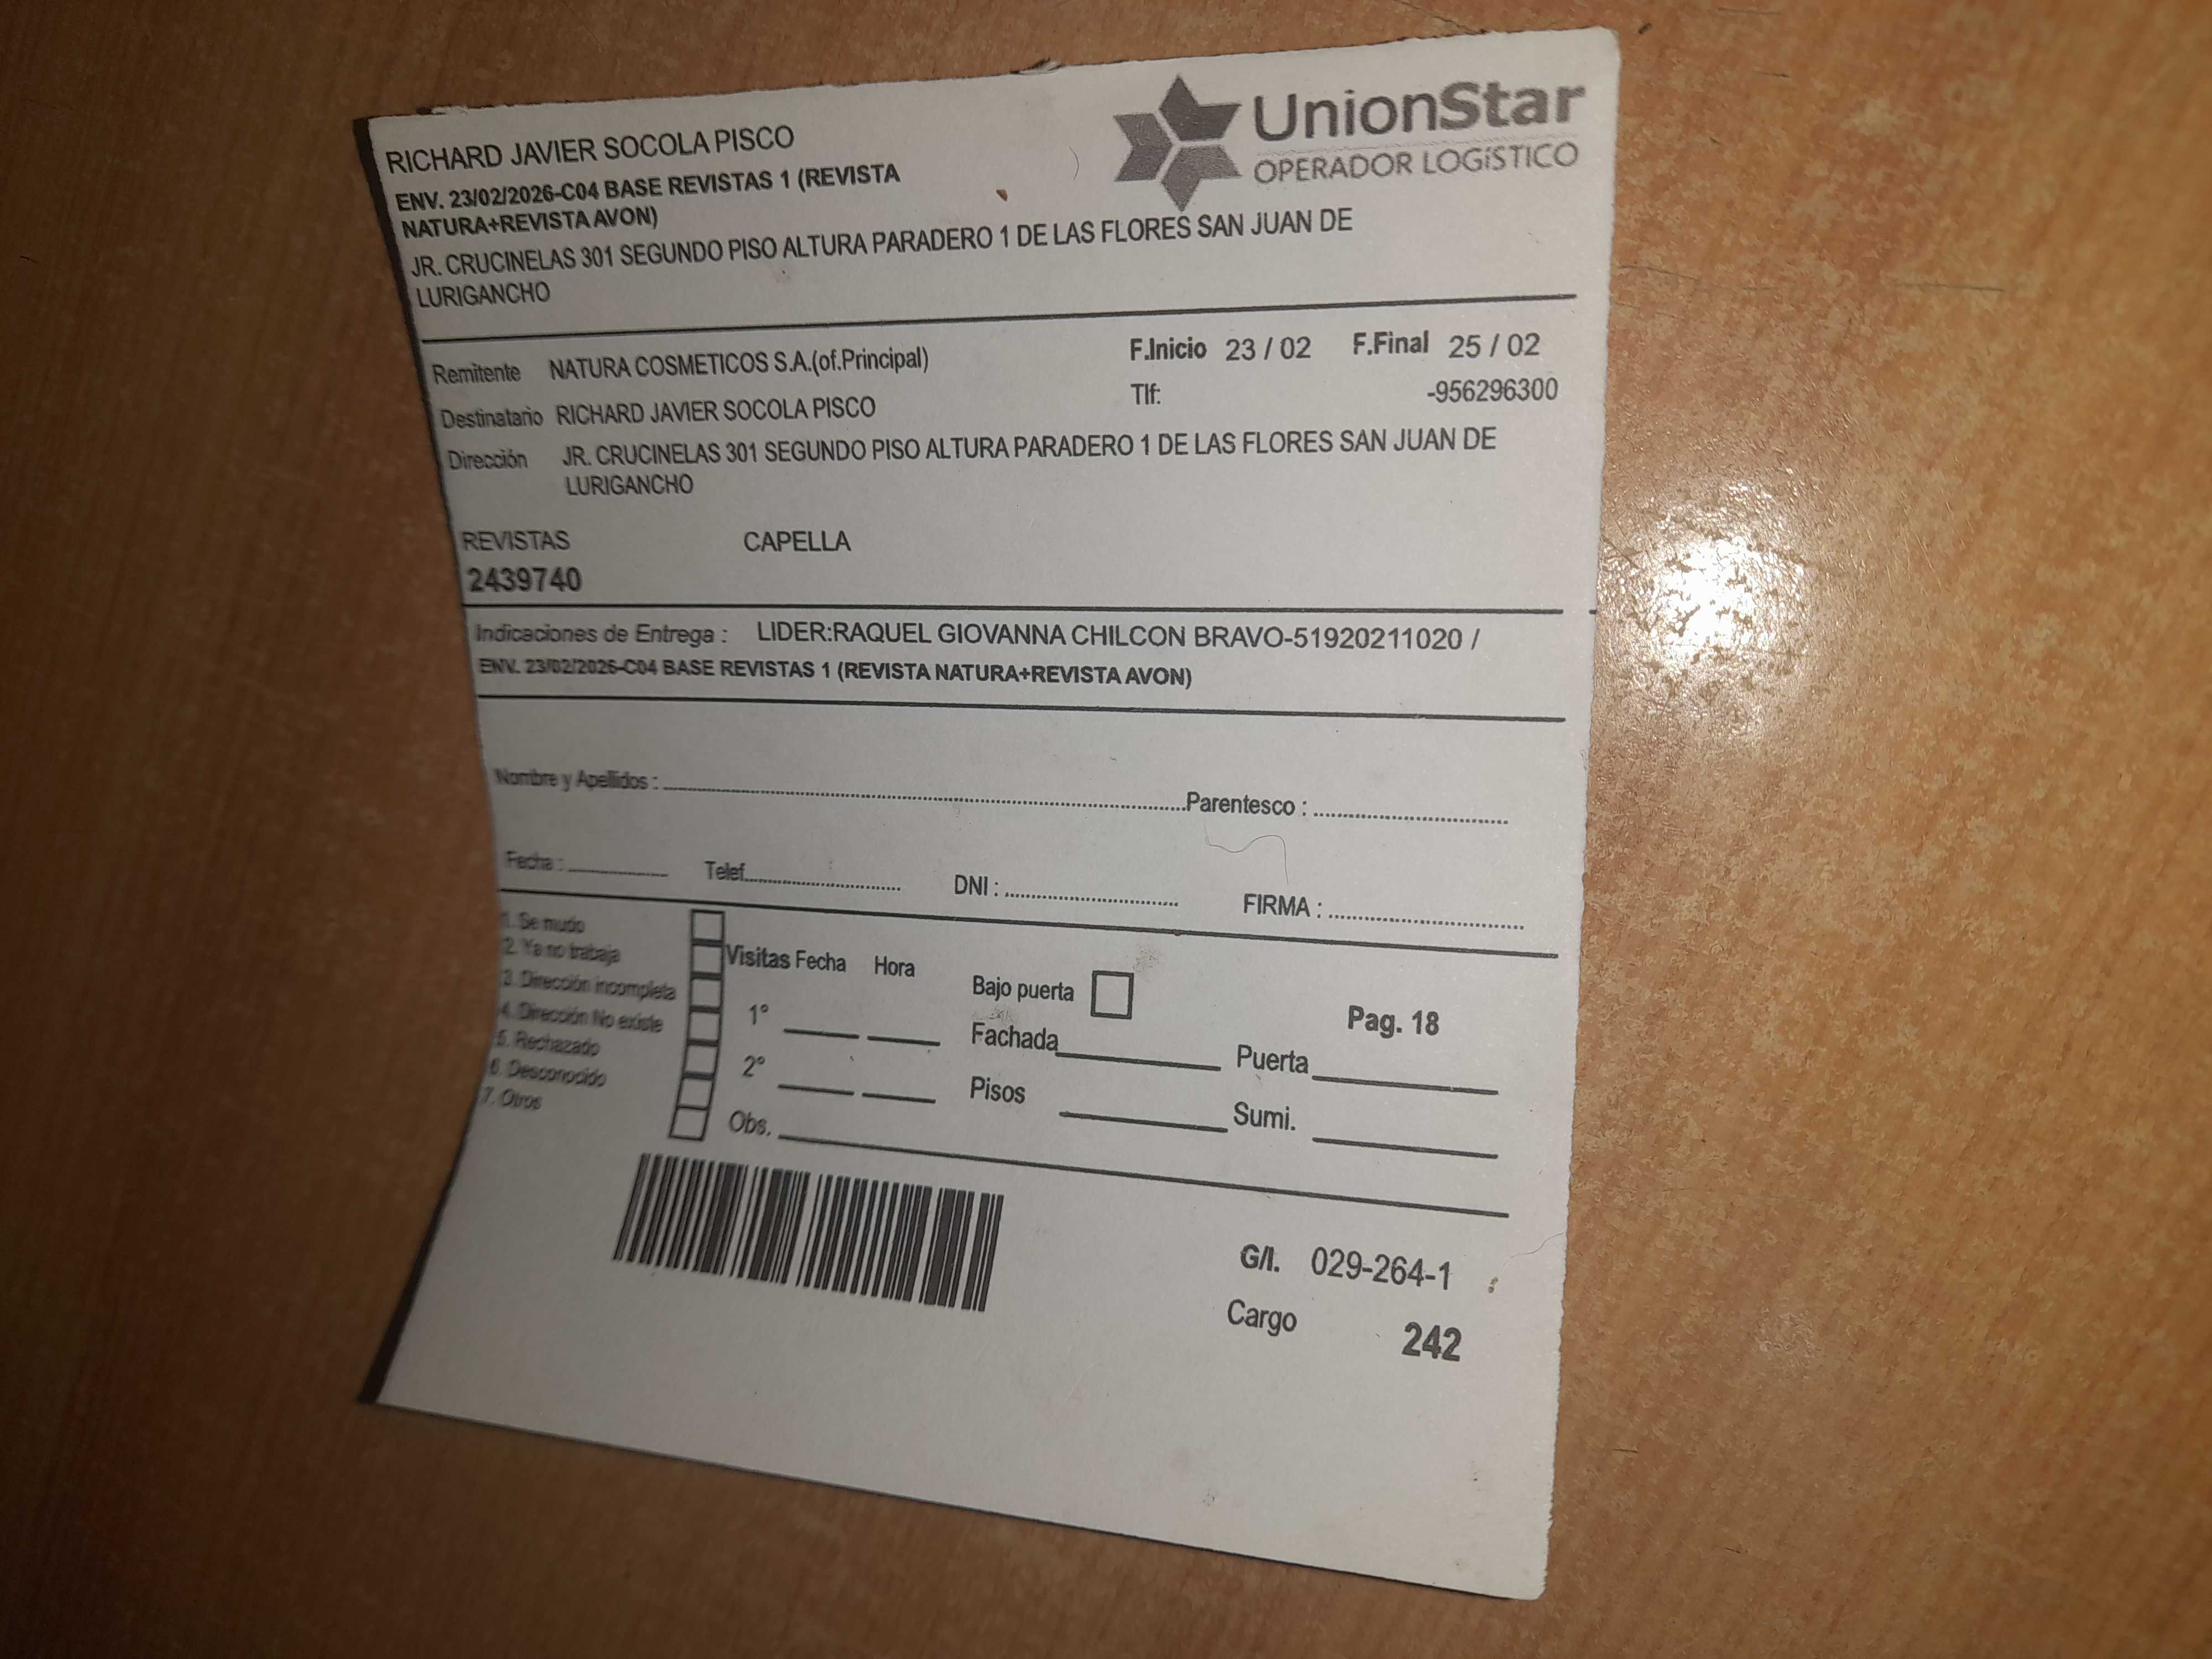 RICHARD JAVIER SOCOLA PISCO
UnionStar
OPERADOR LOGíSTICO
ENV. 23/02/2026-C04 BASE REVISTAS 1 (REVISTA
NATURA+REVISTA AVON)
JR. CRUCINELAS 301 SEGUNDO PISO ALTURA PARADERO 1 DE LAS FLORES SAN JUAN DE
LURIGANCHO
Remitente NATURA COSMETICOS S.A.(of.Principal) F.Inicio 23 / 02 F.Final 25 / 02
Destinatario RICHARD JAVIER SOCOLA PISCO Tlf: -956296300
Dirección JR. CRUCINELAS 301 SEGUNDO PISO ALTURA PARADERO 1 DE LAS FLORES SAN JUAN DE
LURIGANCHO
REVISTAS CAPELLA
2439740
Indicaciones de Entrega : LIDER:RAQUEL GIOVANNA CHILCON BRAVO-51920211020 /
ENV. 23/02/2026-C04 BASE REVISTAS 1 (REVISTA NATURA+REVISTA AVON)
Nombre y Apellidos : Parentesco :
Fecha : Telef. DNI : FIRMA :
1. Se mudo
2. Ya no trabaja
3. Dirección incompleta
4. Dirección No existe
5. Rechazado
6. Desconocido
7. Otros
Visitas Fecha Hora
1°
2°
Obs.
Bajo puerta Pag. 18
Fachada Puerta
Pisos Sumi.
G/I. 029-264-1
Cargo 242